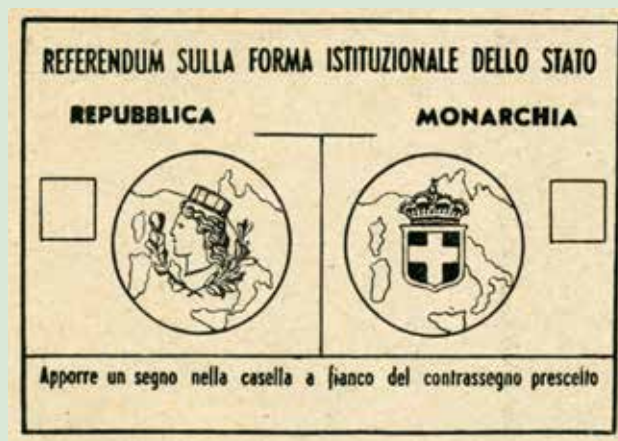 REFERENDUM SULLA FORMA ISTITUZIONALE DELLO STATO
REPUBBLICA
MONARCHIA
Apporre un segno nella casella a fianco del contrassegno prescelto